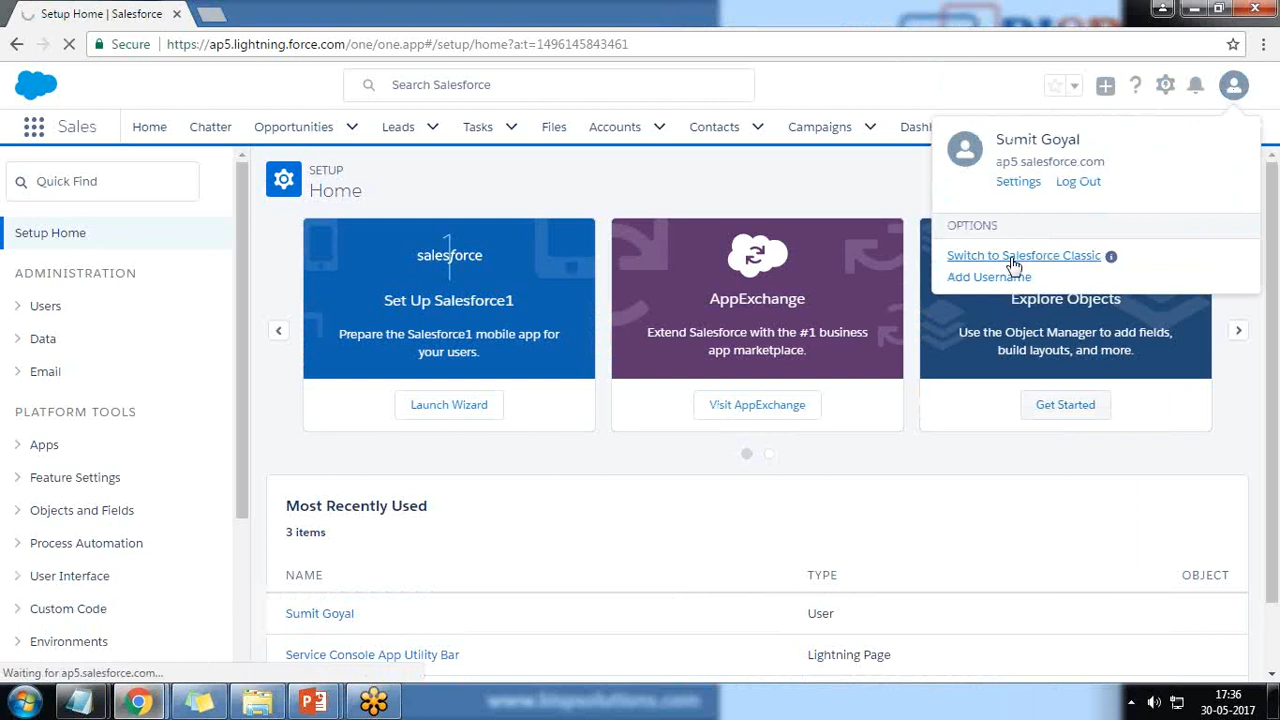 Setup Home | Salesforce
Secure https://ap5.lightning.force.com/one/one.app#/setup/home?a:t=1496145843461
Search Salesforce
Sales Home Chatter Opportunities Leads Tasks Files Accounts Contacts Campaigns Dash
Sumit Goyal
ap5.salesforce.com
Settings Log Out
OPTIONS
Switch to Salesforce Classic
Add Username
Quick Find
Setup Home
ADMINISTRATION
Users
Data
Email
PLATFORM TOOLS
Apps
Feature Settings
Objects and Fields
Process Automation
User Interface
Custom Code
Environments
SETUP
Home
salesforce
Set Up Salesforce1
Prepare the Salesforce1 mobile app for
your users.
Launch Wizard
AppExchange
Extend Salesforce with the #1 business
app marketplace.
Visit AppExchange
Explore Objects
Use the Object Manager to add fields,
build layouts, and more.
Get Started
Most Recently Used
3 items
NAME TYPE OBJECT
Sumit Goyal User
Service Console App Utility Bar Lightning Page
Waiting for ap5.salesforce.com...
www.kispsolutions.com
17:36
30-05-2017